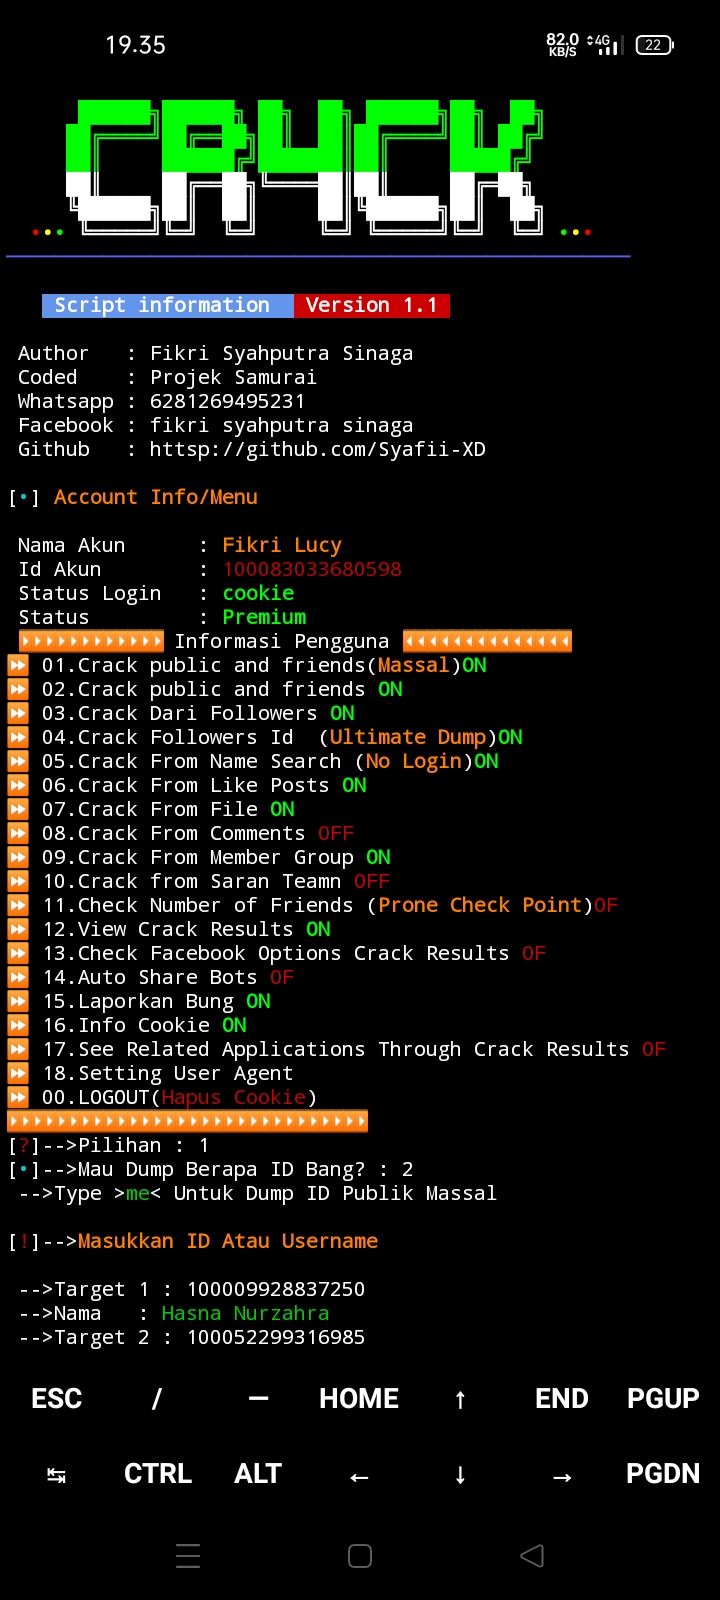 19.35 82.0 KB/S 4G 22
CRACK
Script information Version 1.1
Author : Fikri Syahputra Sinaga
Coded : Projek Samurai
Whatsapp : 6281269495231
Facebook : fikri syahputra sinaga
Github : httsp://github.com/Syafii-XD
[•] Account Info/Menu
Nama Akun : Fikri Lucy
Id Akun : 100083033680598
Status Login : cookie
Status : Premium
Informasi Pengguna
01.Crack public and friends(Massal)ON
02.Crack public and friends ON
03.Crack Dari Followers ON
04.Crack Followers Id (Ultimate Dump)ON
05.Crack From Name Search (No Login)ON
06.Crack From Like Posts ON
07.Crack From File ON
08.Crack From Comments OFF
09.Crack From Member Group ON
10.Crack from Saran Teamn OFF
11.Check Number of Friends (Prone Check Point)OF
12.View Crack Results ON
13.Check Facebook Options Crack Results OF
14.Auto Share Bots OF
15.Laporkan Bung ON
16.Info Cookie ON
17.See Related Applications Through Crack Results OF
18.Setting User Agent
00.LOGOUT(Hapus Cookie)
[?]-->Pilihan : 1
[•]-->Mau Dump Berapa ID Bang? : 2
-->Type >me< Untuk Dump ID Publik Massal
[!]-->Masukkan ID Atau Username
-->Target 1 : 100009928837250
-->Nama : Hasna Nurzahra
-->Target 2 : 100052299316985
ESC / — HOME ↑ END PGUP
↹ CTRL ALT ← ↓ → PGDN